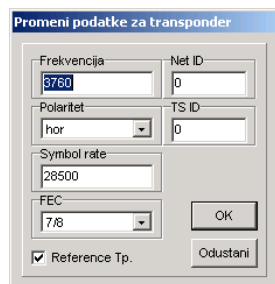 Promeni podatke za transponder
Frekvencija
Net ID
3760
0
Polaritet
TS ID
hor
0
Symbol rate
28500
FEC
7/8
OK
Reference Tp.
Odustani